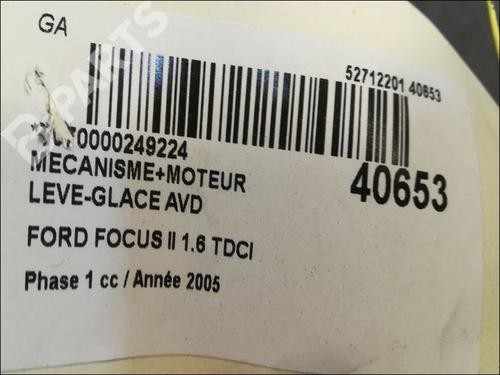 GA
52712201 40653
40653
MECANISME+MOTEUR
LEVE-GLACE AVD
FORD FOCUS II 1.6 TDCI
Phase 1 cc / Année 2005